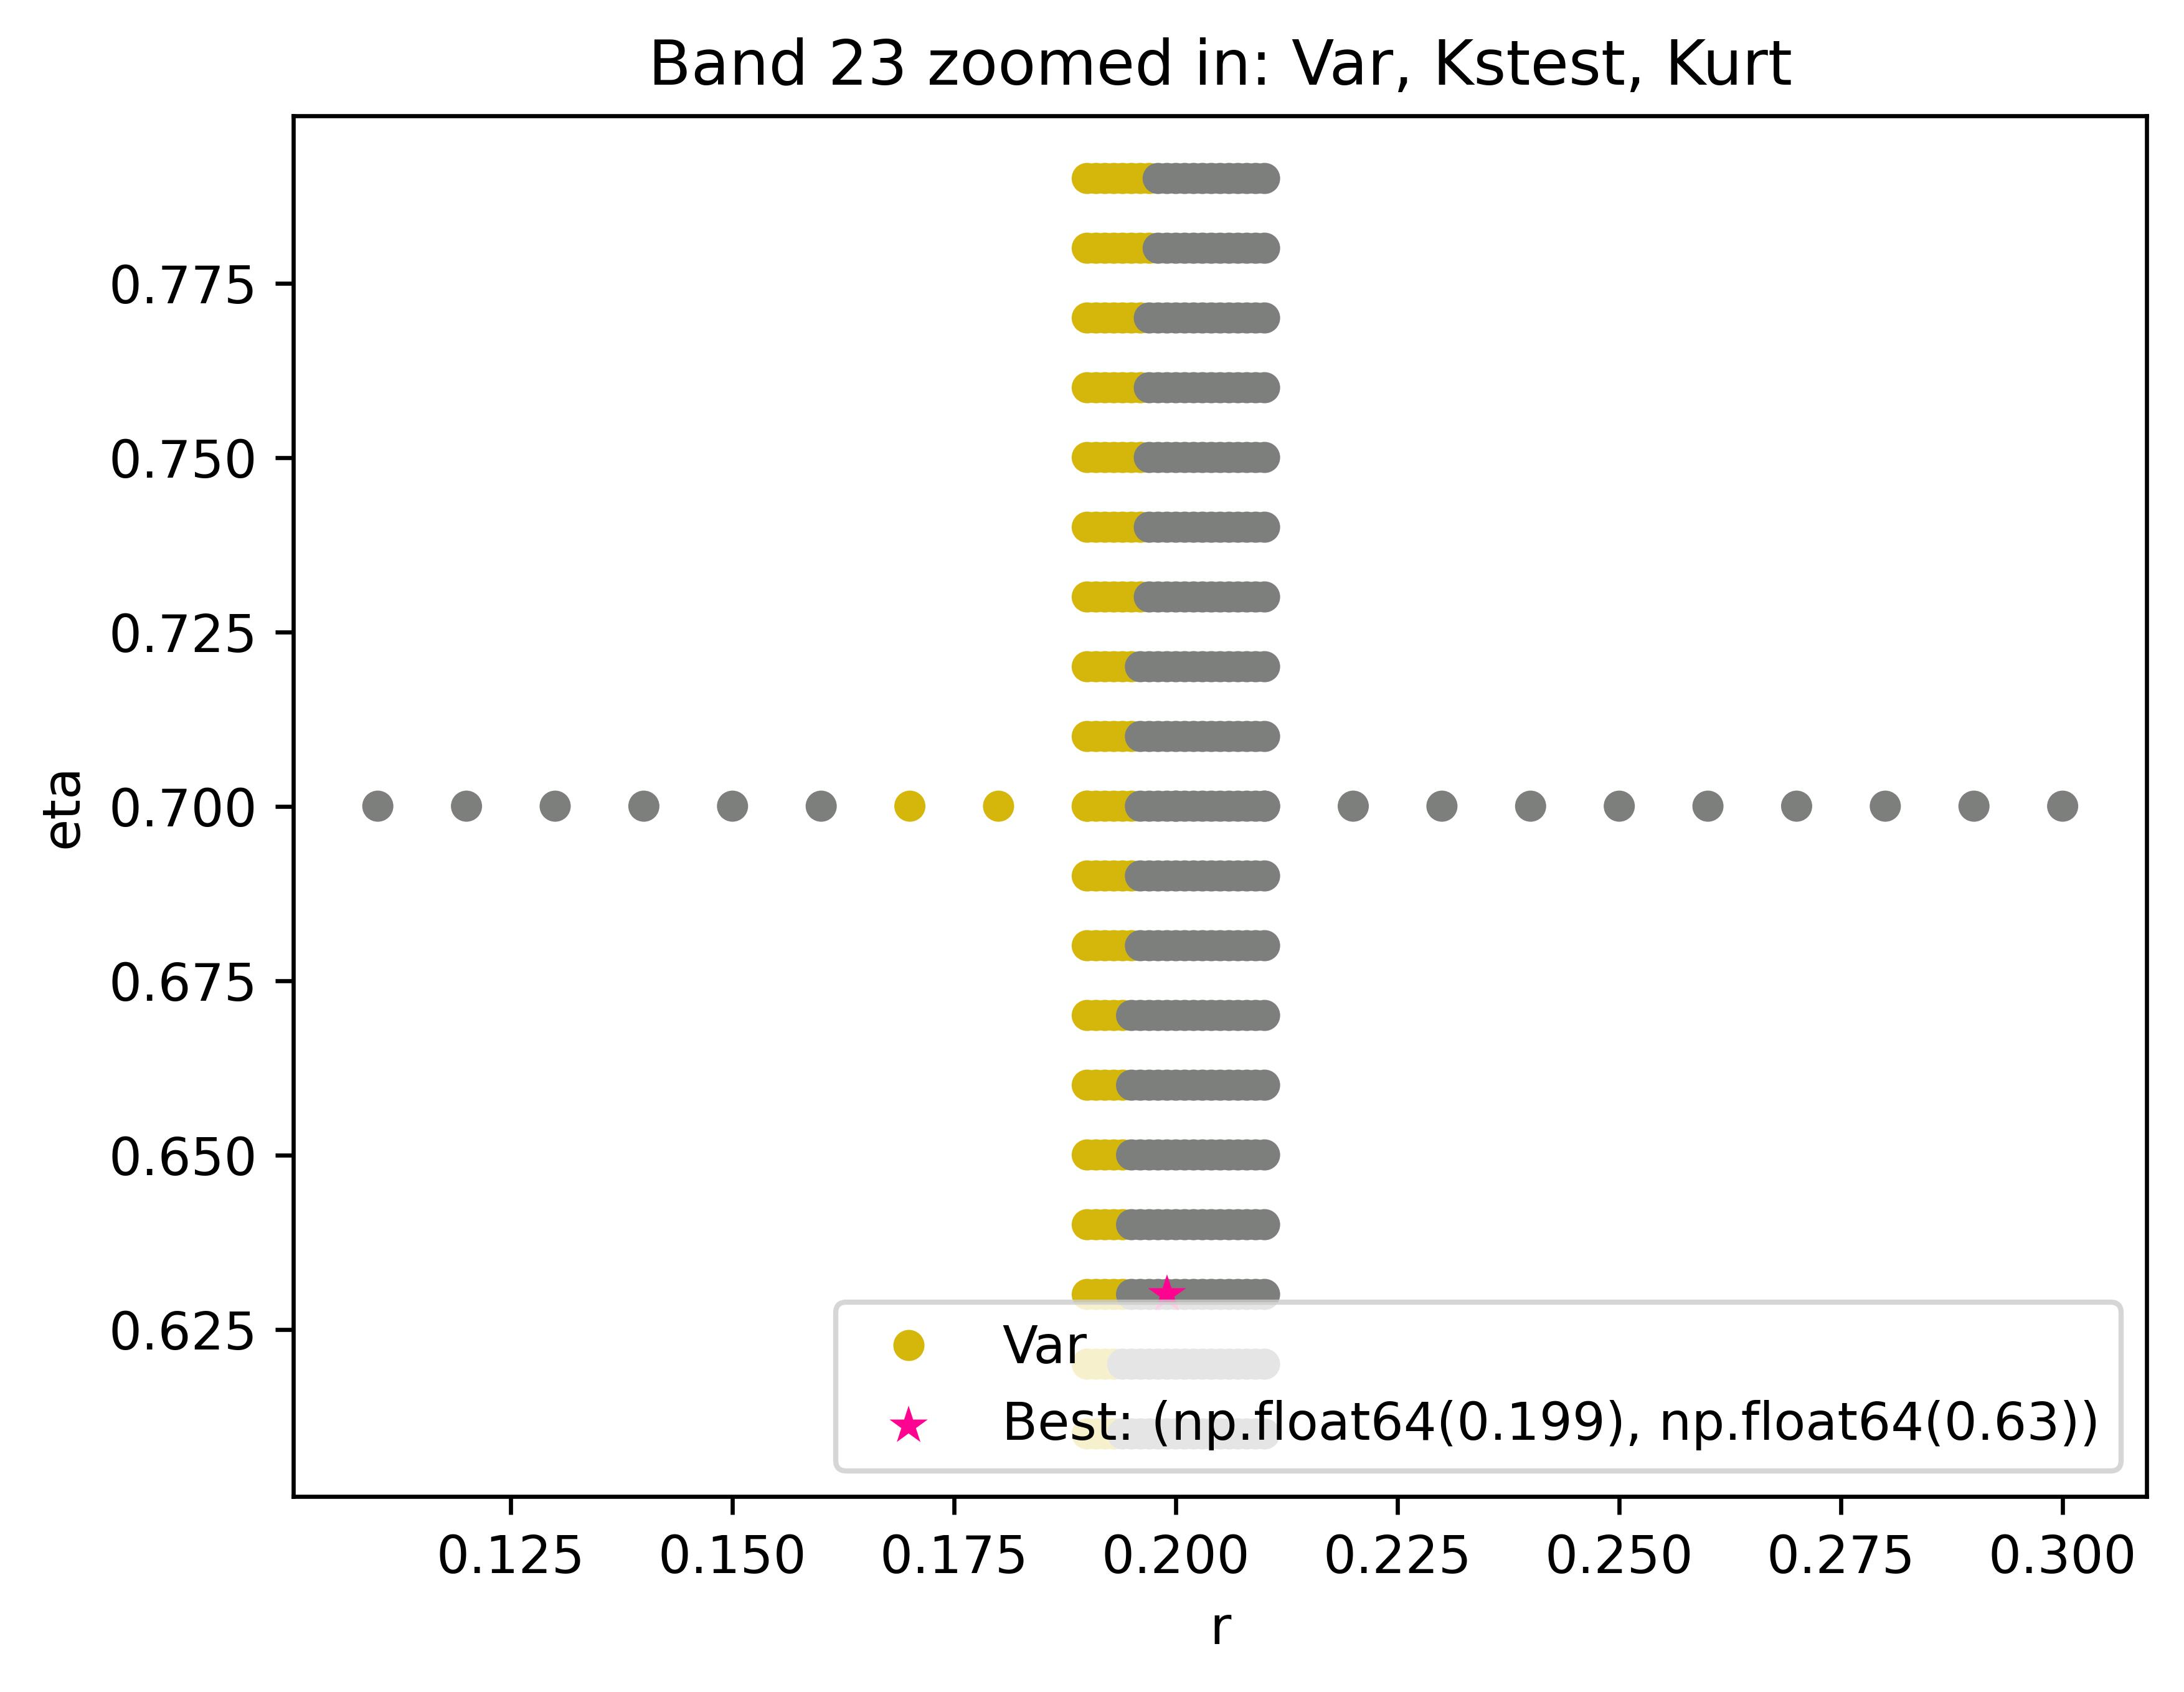 Band 23 zoomed in: Var, Kstest, Kurt
0.775
0.750
0.725
0.700
0.675
0.650
0.625
eta
Var
Best: (np.float64(0.199), np.float64(0.63))
0.125 0.150 0.175 0.200 0.225 0.250 0.275 0.300
r